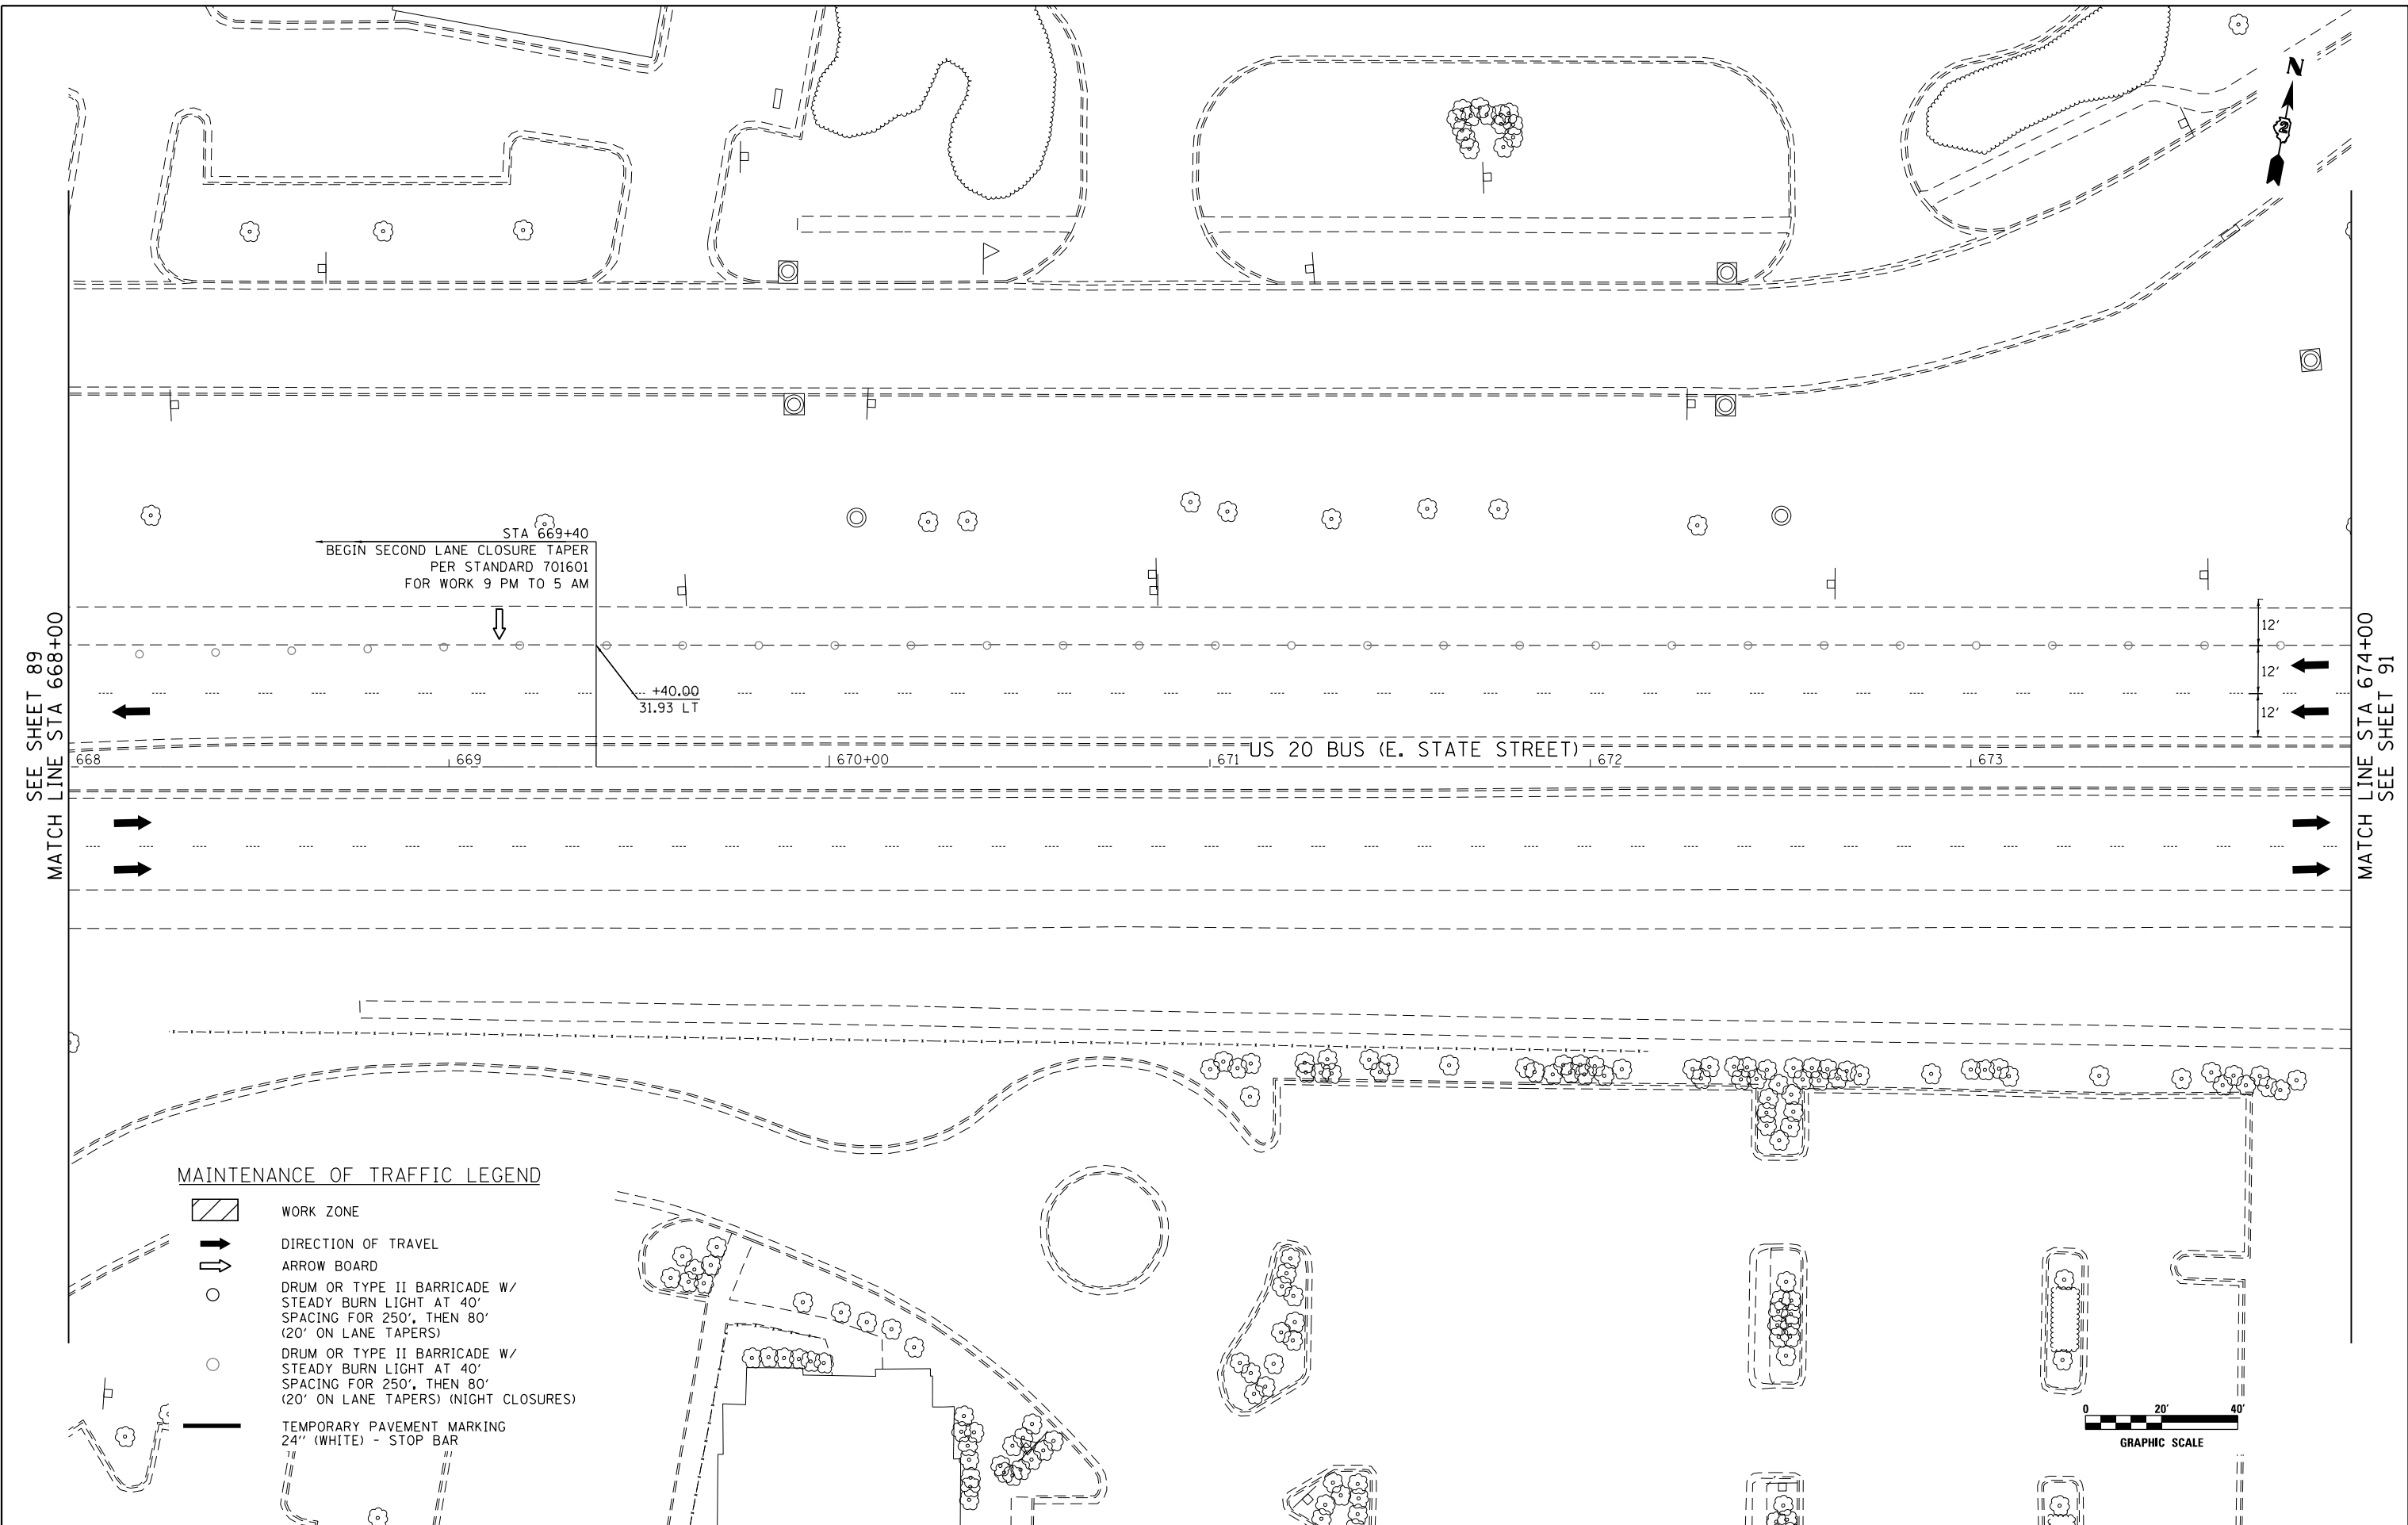 N
STA 669+40
BEGIN SECOND LANE CLOSURE TAPER
PER STANDARD 701601
FOR WORK 9 PM TO 5 AM
12'
12'
12'
+40.00
31.93 LT
SEE SHEET 89
MATCH LINE STA 668+00
MATCH LINE STA 674+00
SEE SHEET 91
US 20 BUS (E. STATE STREET)
668
669
670+00
671
672
673
MAINTENANCE OF TRAFFIC LEGEND
WORK ZONE
DIRECTION OF TRAVEL
ARROW BOARD
DRUM OR TYPE II BARRICADE W/
STEADY BURN LIGHT AT 40'
SPACING FOR 250', THEN 80'
(20' ON LANE TAPERS)
DRUM OR TYPE II BARRICADE W/
STEADY BURN LIGHT AT 40'
SPACING FOR 250', THEN 80'
(20' ON LANE TAPERS) (NIGHT CLOSURES)
TEMPORARY PAVEMENT MARKING
24'' (WHITE) - STOP BAR
0 20' 40'
GRAPHIC SCALE